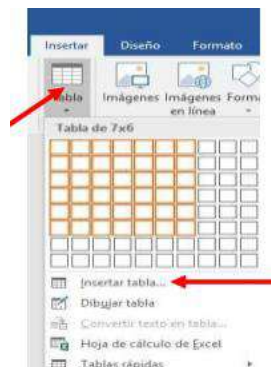 Insertar Diseño Formato
Tabla Imágenes Imágenes Forma
en línea
Tabla de 7x6
Insertar tabla...
Dibujar tabla
Convertir texto en tabla...
Hoja de cálculo de Excel
Tablas rápidas